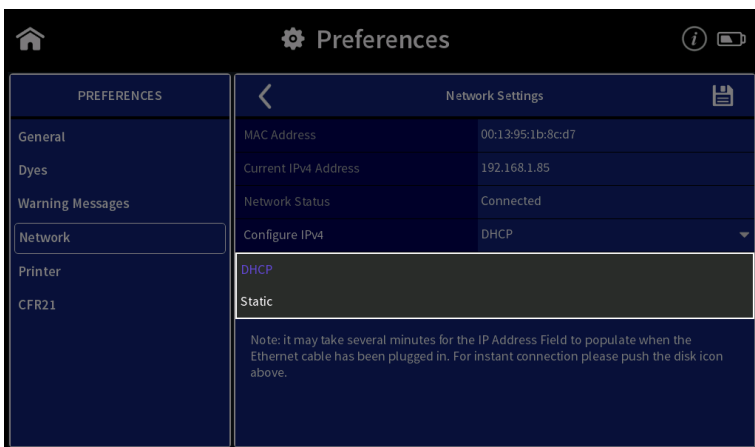 Preferences
i
PREFERENCES
General
Dyes
Warning Messages
Network
Printer
CFR21
Network Settings
MAC Address 00:13:95:1b:8c:d7
Current IPv4 Address 192.168.1.85
Network Status Connected
Configure IPv4 DHCP
DHCP
Static
Note: it may take several minutes for the IP Address Field to populate when the
Ethernet cable has been plugged in. For instant connection please push the disk icon
above.